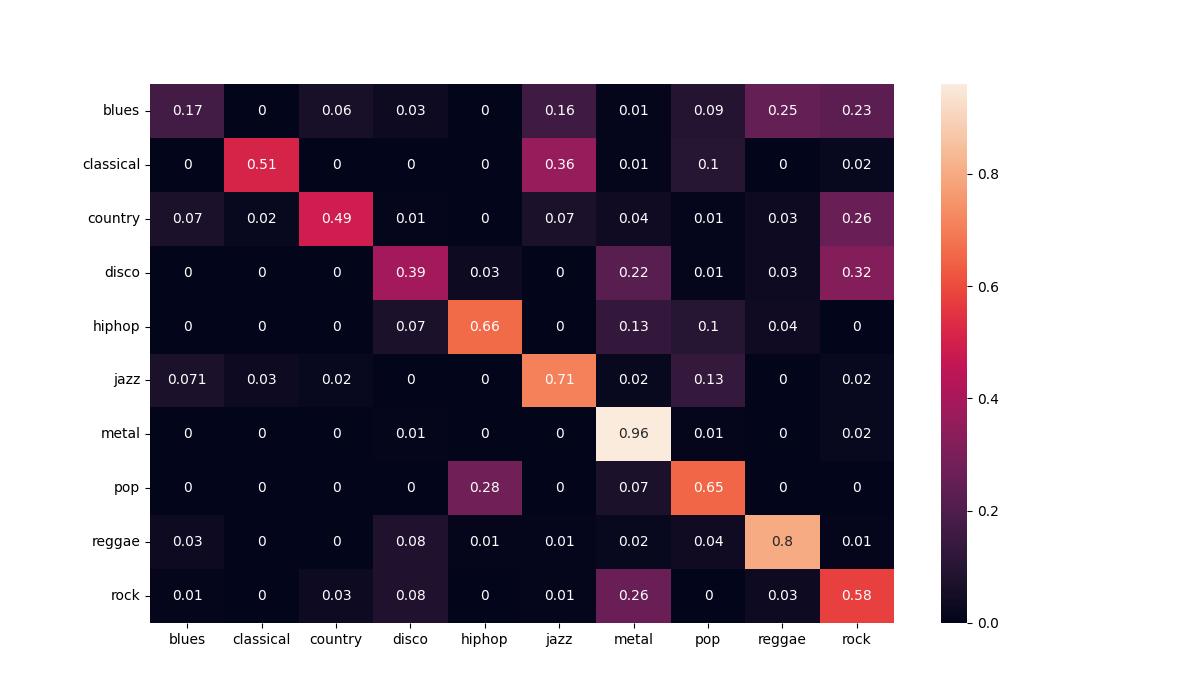 blues 0.17 0 0.06 0.03 0 0.16 0.01 0.09 0.25 0.23
classical 0 0.51 0 0 0 0.36 0.01 0.1 0 0.02
country 0.07 0.02 0.49 0.01 0 0.07 0.04 0.01 0.03 0.26
disco 0 0 0 0.39 0.03 0 0.22 0.01 0.03 0.32
hiphop 0 0 0 0.07 0.66 0 0.13 0.1 0.04 0
jazz 0.071 0.03 0.02 0 0 0.71 0.02 0.13 0 0.02
metal 0 0 0 0.01 0 0 0.96 0.01 0 0.02
pop 0 0 0 0 0.28 0 0.07 0.65 0 0
reggae 0.03 0 0 0.08 0.01 0.01 0.02 0.04 0.8 0.01
rock 0.01 0 0.03 0.08 0 0.01 0.26 0 0.03 0.58
blues classical country disco hiphop jazz metal pop reggae rock
0.8
0.6
0.4
0.2
0.0